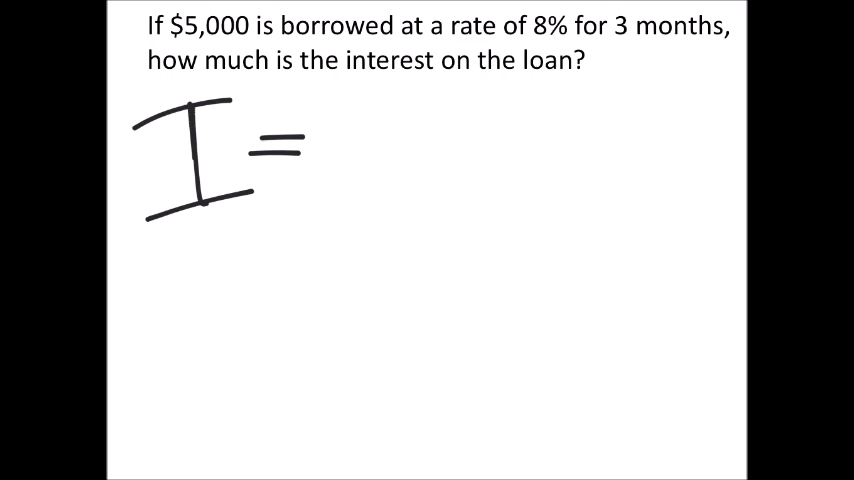 If $5,000 is borrowed at a rate of 8% for 3 months,
how much is the interest on the loan?
I =